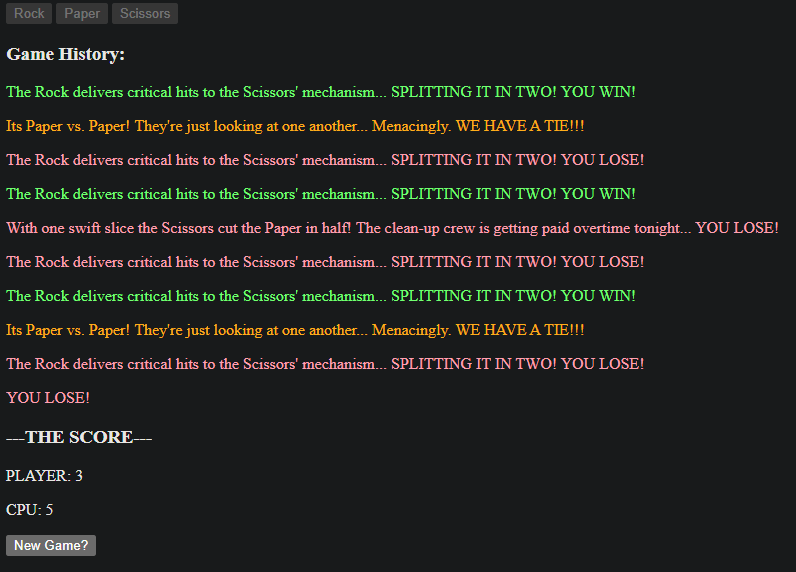 Rock Paper Scissors
Game History:
The Rock delivers critical hits to the Scissors' mechanism... SPLITTING IT IN TWO! YOU WIN!
Its Paper vs. Paper! They're just looking at one another... Menacingly. WE HAVE A TIE!!!
The Rock delivers critical hits to the Scissors' mechanism... SPLITTING IT IN TWO! YOU LOSE!
The Rock delivers critical hits to the Scissors' mechanism... SPLITTING IT IN TWO! YOU WIN!
With one swift slice the Scissors cut the Paper in half! The clean-up crew is getting paid overtime tonight... YOU LOSE!
The Rock delivers critical hits to the Scissors' mechanism... SPLITTING IT IN TWO! YOU LOSE!
The Rock delivers critical hits to the Scissors' mechanism... SPLITTING IT IN TWO! YOU WIN!
Its Paper vs. Paper! They're just looking at one another... Menacingly. WE HAVE A TIE!!!
The Rock delivers critical hits to the Scissors' mechanism... SPLITTING IT IN TWO! YOU LOSE!
YOU LOSE!
---THE SCORE---
PLAYER: 3
CPU: 5
New Game?